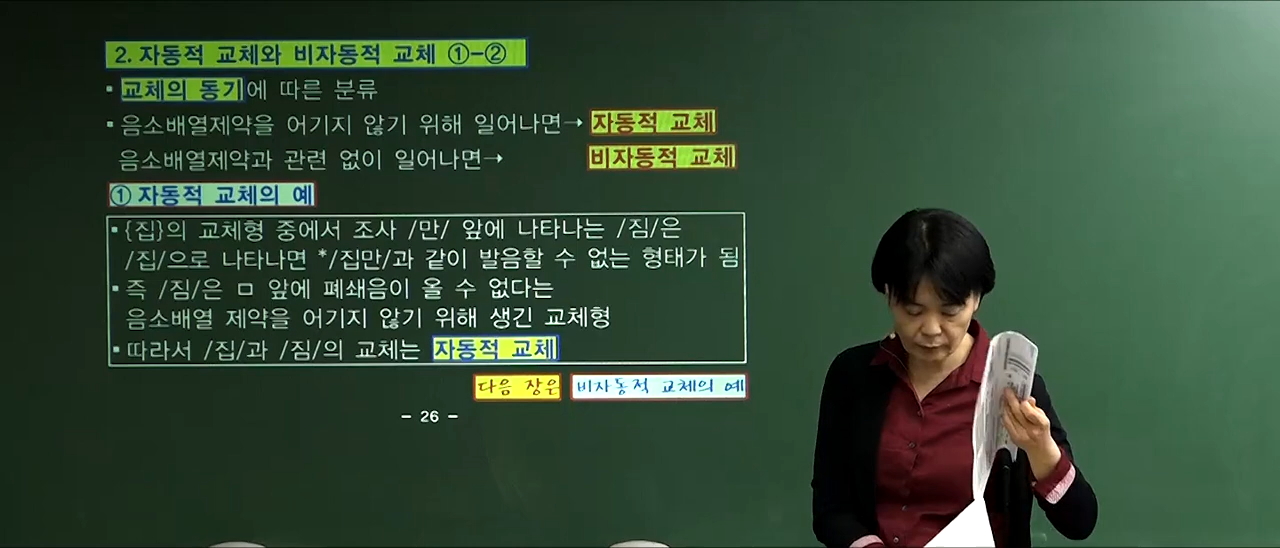 2. 자동적 교체와 비자동적 교체 ①-②
▪ 교체의 동기에 따른 분류
▪ 음소배열제약을 어기지 않기 위해 일어나면→ 자동적 교체
음소배열제약과 관련 없이 일어나면→ 비자동적 교체
① 자동적 교체의 예
▪ {집}의 교체형 중에서 조사 /만/ 앞에 나타나는 /짐/은
/집/으로 나타나면 */집만/과 같이 발음할 수 없는 형태가 됨
▪ 즉 /짐/은 ㅁ 앞에 폐쇄음이 올 수 없다는
음소배열 제약을 어기지 않기 위해 생긴 교체형
▪ 따라서 /집/과 /짐/의 교체는 자동적 교체
다음 장은 비자동적 교체의 예
- 26 -